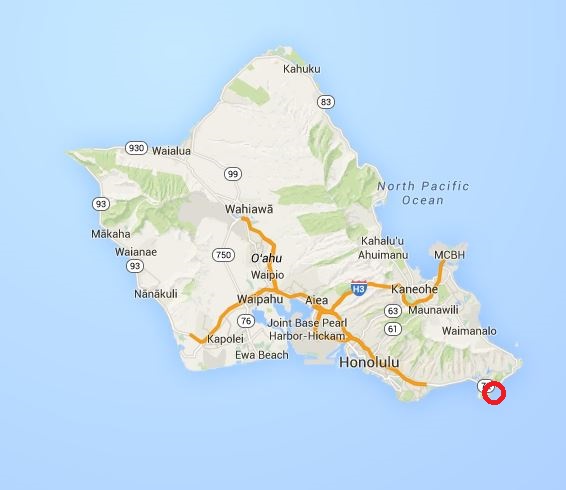 Kahuku
83
930
Waialua
99
North Pacific
Ocean
93
Wahiawā
Mākaha
Kahalu'u
Ahuimanu
Waianae
750
O'ahu
MCBH
93
Waipio
Nānākuli
H3
Kaneohe
Waipahu
Aiea
63
Maunawili
76
Joint Base Pearl
Harbor-Hickam
61
Waimanalo
Kapolei
Ewa Beach
Honolulu